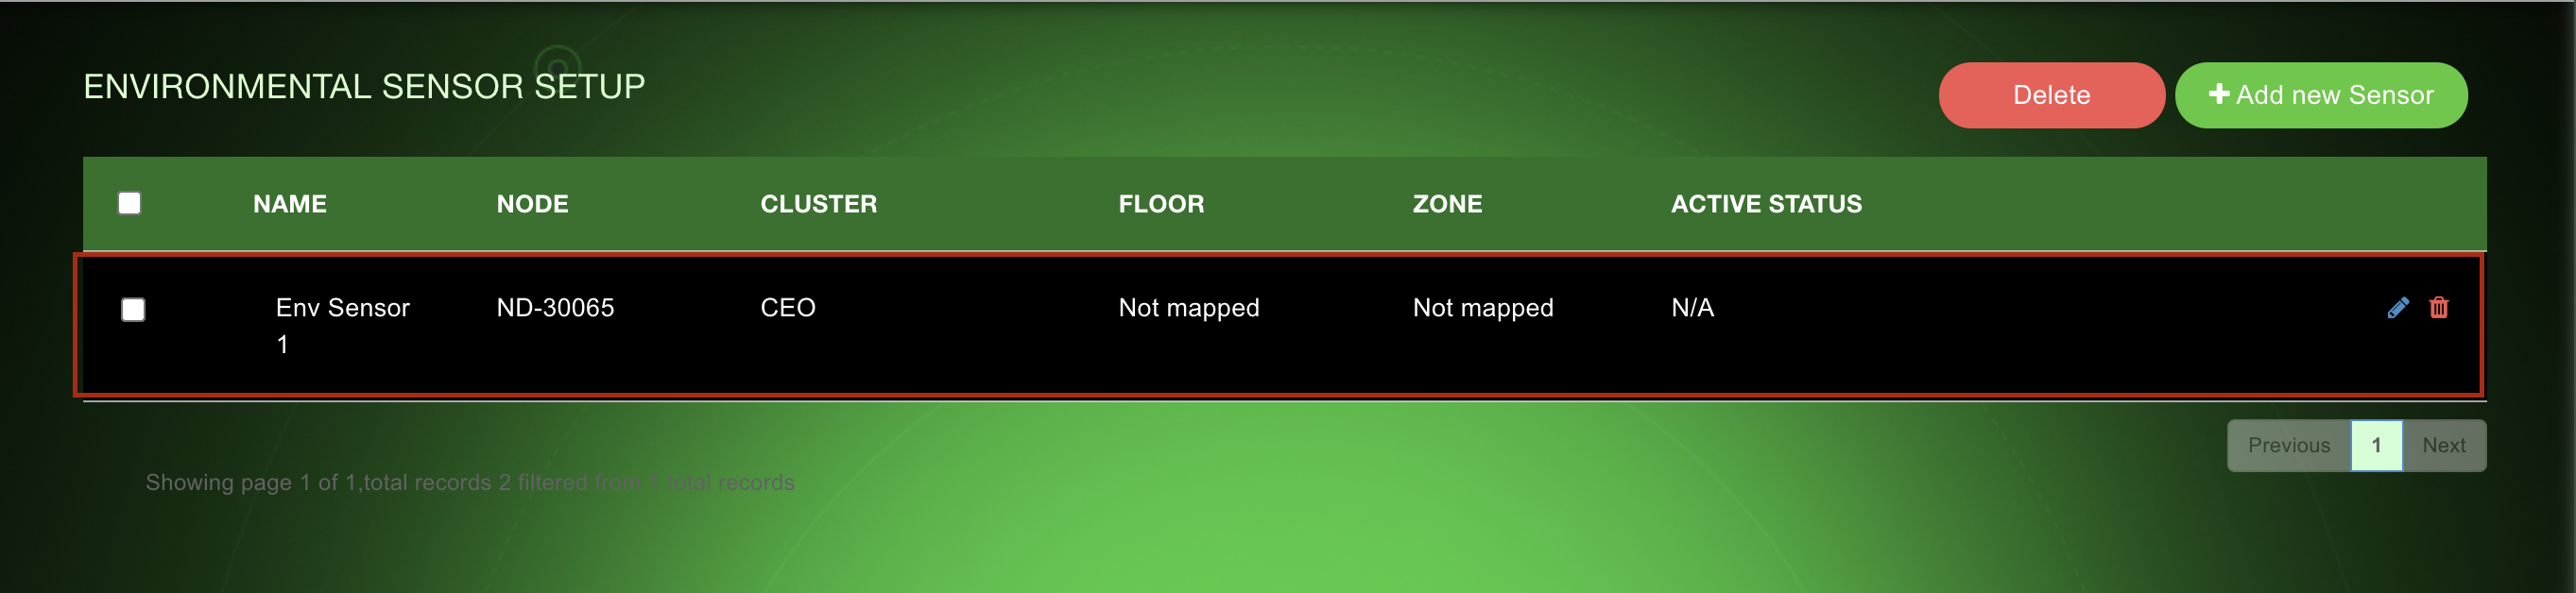 ENVIRONMENTAL SENSOR SETUP
Delete
Add new Sensor
NAME NODE CLUSTER FLOOR ZONE ACTIVE STATUS
Env Sensor ND-30065 CEO Not mapped Not mapped N/A
1
Previous 1 Next
Showing page 1 of 1,total records 2 filtered from 1 total records